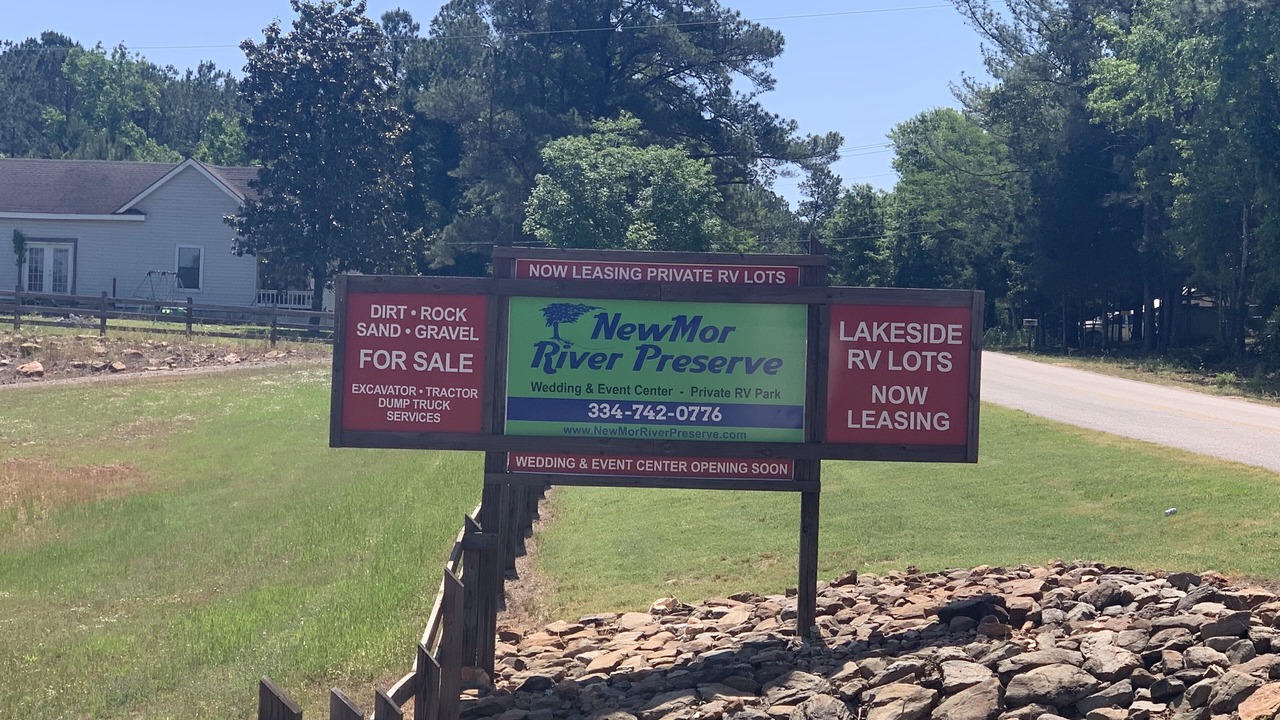 NOW LEASING PRIVATE RV LOTS
DIRT • ROCK
SAND • GRAVEL
FOR SALE
EXCAVATOR • TRACTOR
DUMP TRUCK
SERVICES
NewMor
River Preserve
Wedding & Event Center - Private RV Park
334-742-0776
www.NewMorRiverPreserve.com
LAKESIDE
RV LOTS
NOW
LEASING
WEDDING & EVENT CENTER OPENING SOON